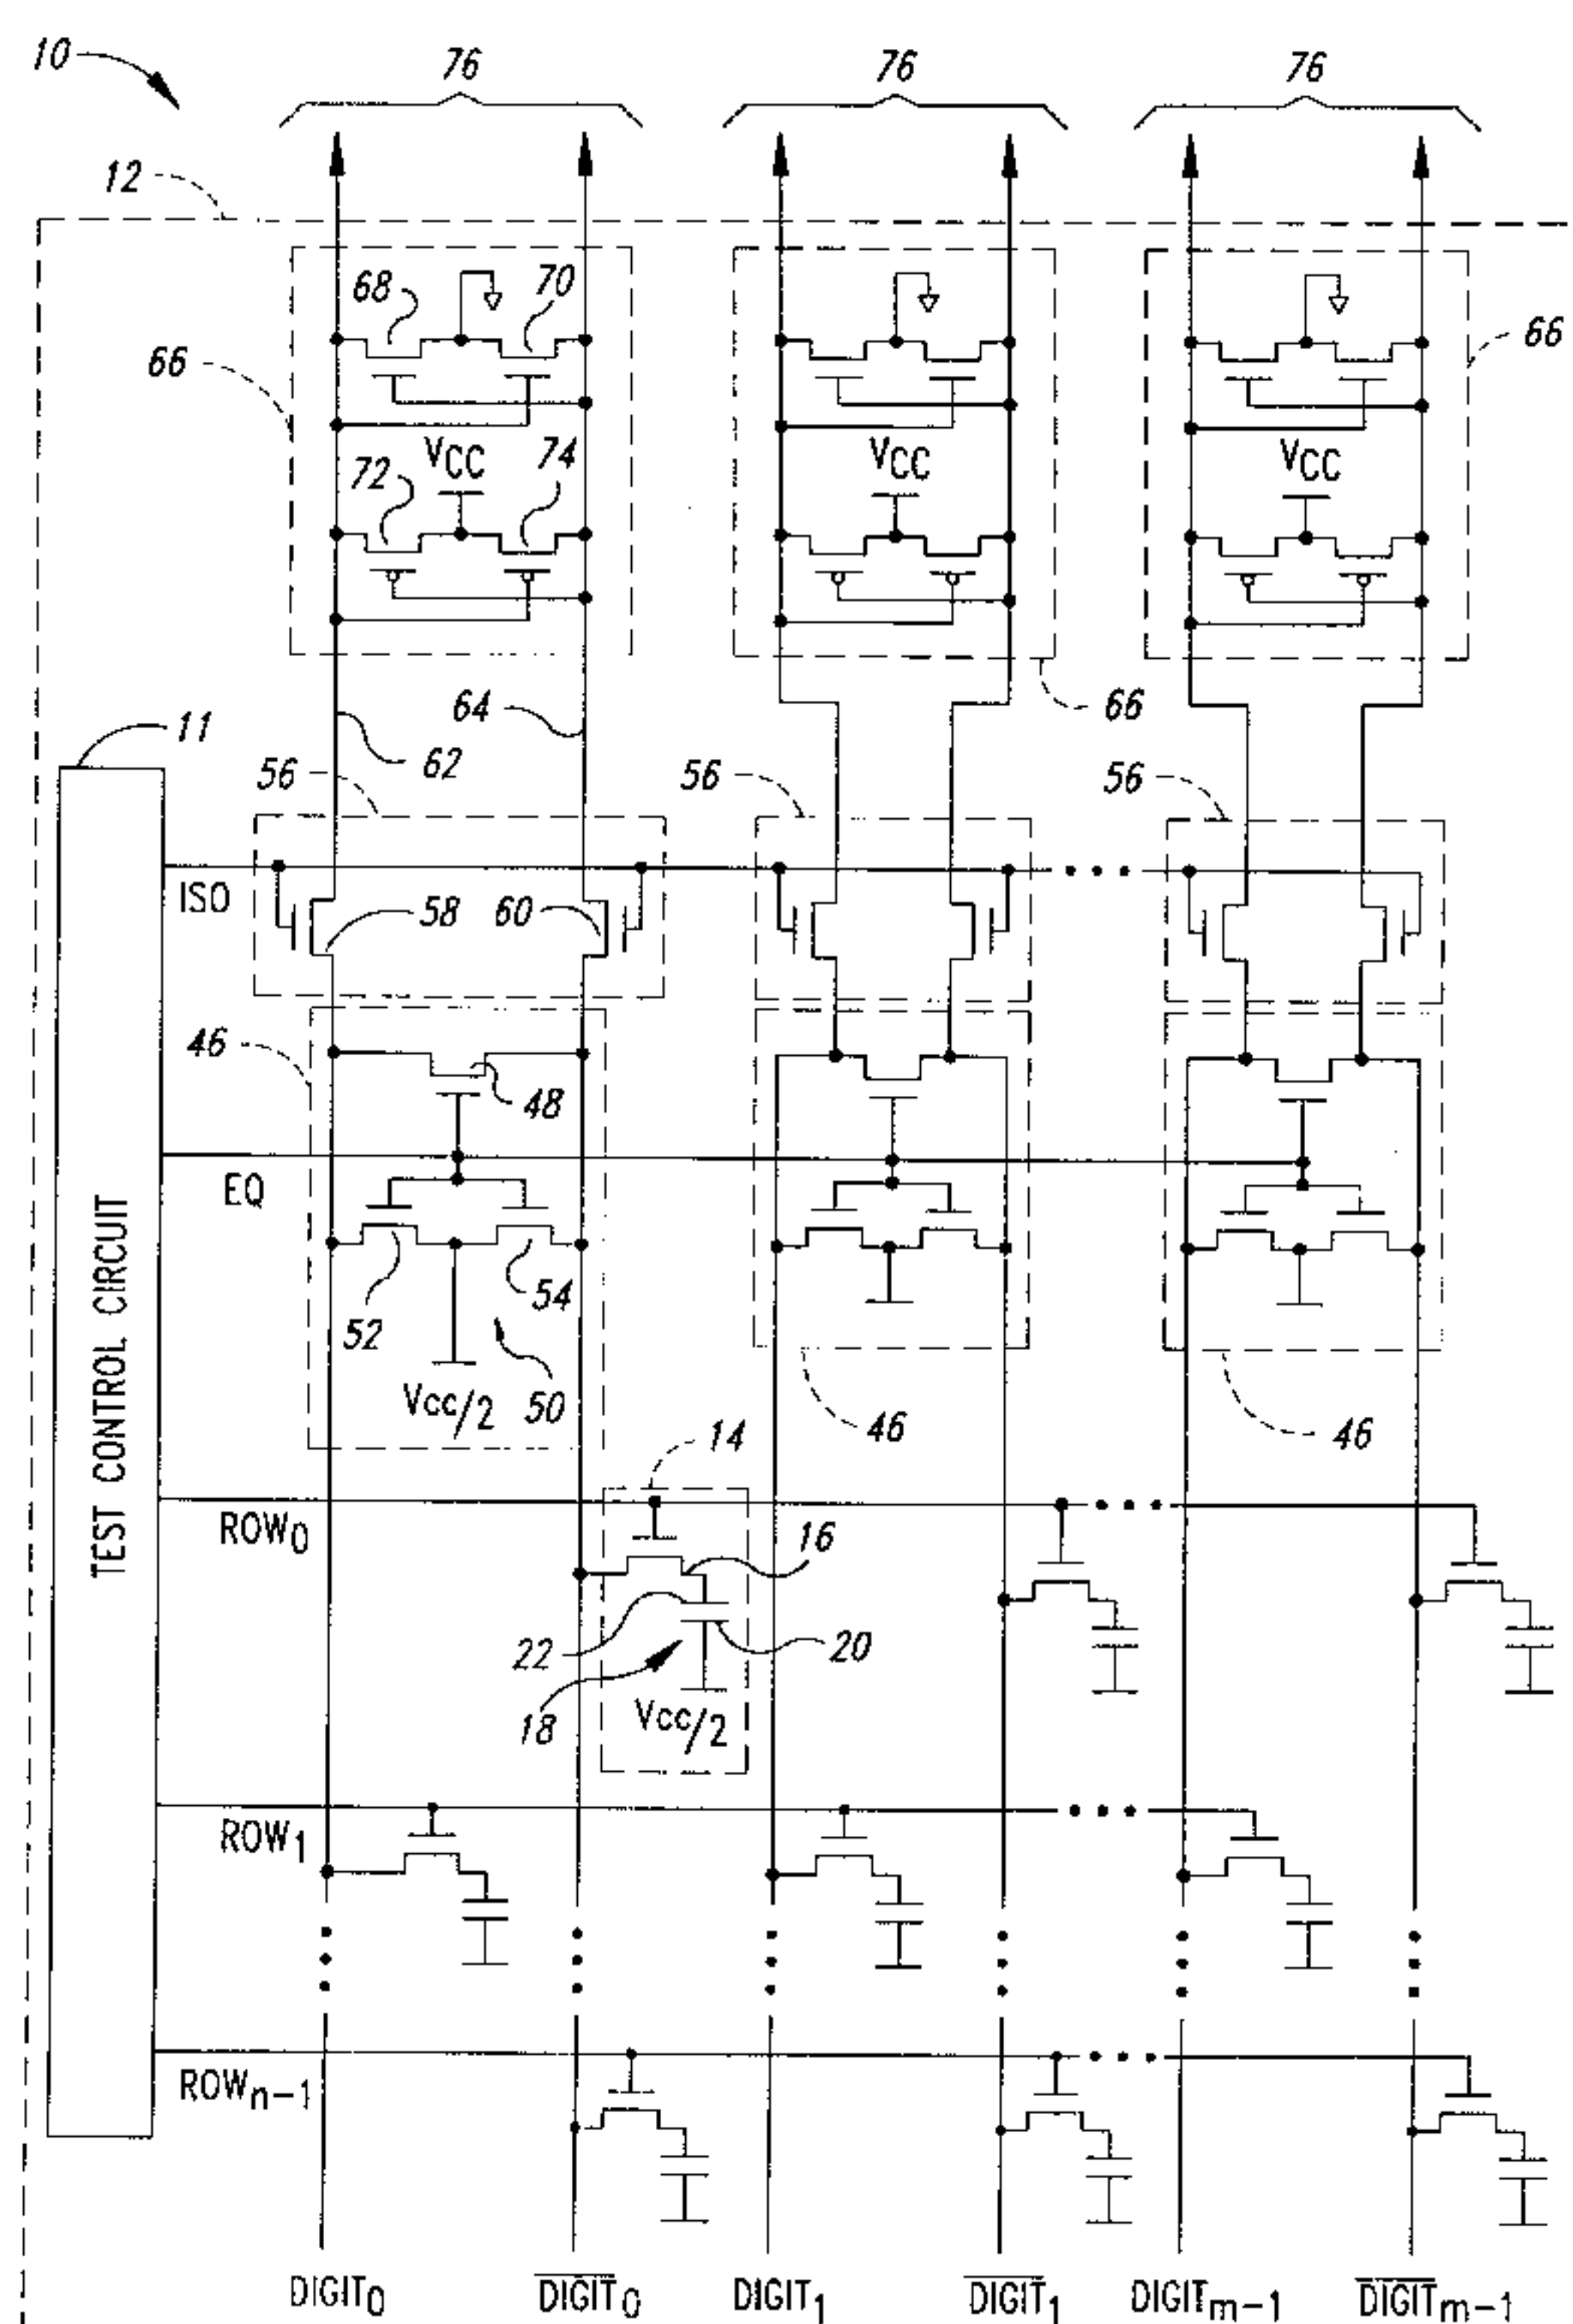 10
76 76 76
12
68 70
66 66
VCC VCC VCC
72 74
64
66
11
62
56 56 56
ISO
58 60
46
48
EQ
TEST CONTROL CIRCUIT
52 54
Vcc/2 50
46 46
14
ROW0
16
22 20
18 Vcc/2
ROW1
ROWn-1
DIGIT0 DIGIT0 DIGIT1 DIGIT1 DIGITm-1 DIGITm-1